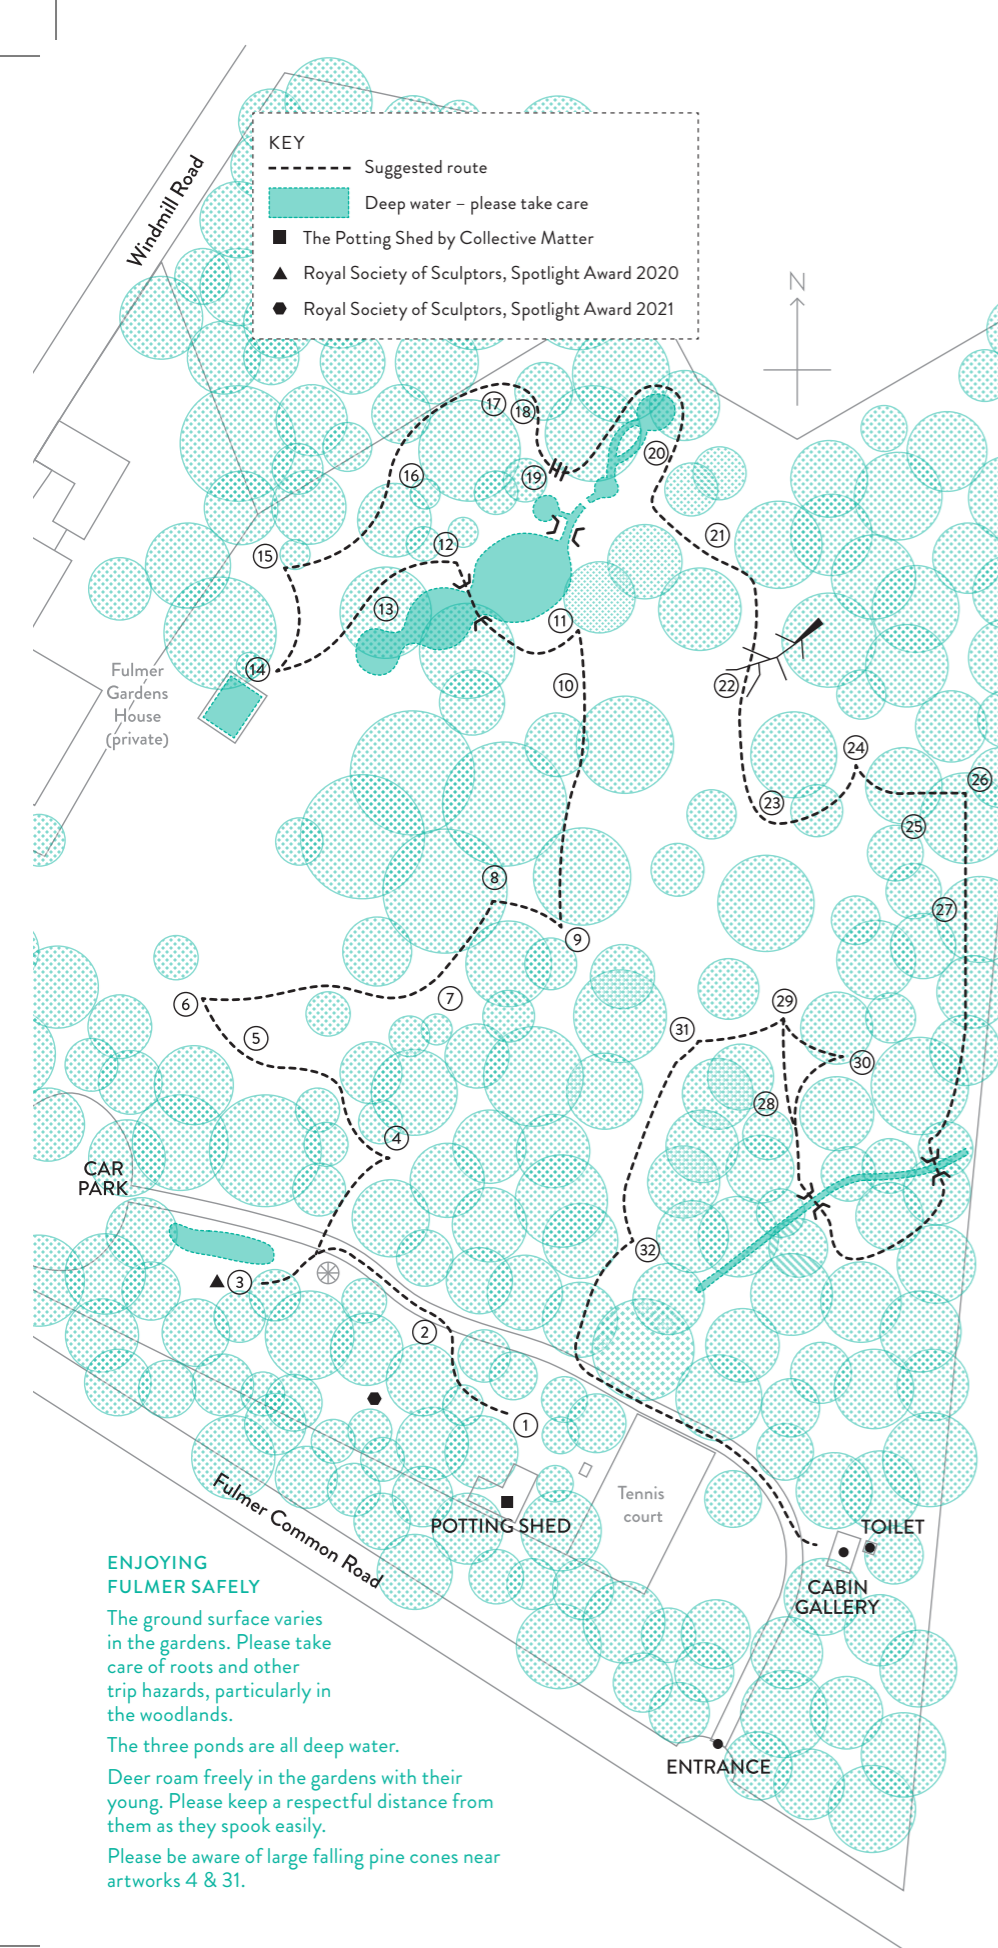 Windmill Road
KEY
Suggested route
Deep water – please take care
The Potting Shed by Collective Matter
Royal Society of Sculptors, Spotlight Award 2020
Royal Society of Sculptors, Spotlight Award 2021
N
17
18
20
16
19
21
12
15
13
11
14
10
22
Fulmer
Gardens
House
(private)
24
26
23
25
8
27
9
6
7
29
5
31
30
28
4
CAR
PARK
32
3
2
1
Tennis
court
POTTING SHED
TOILET
CABIN
GALLERY
Fulmer Common Road
ENTRANCE
ENJOYING
FULMER SAFELY
The ground surface varies
in the gardens. Please take
care of roots and other
trip hazards, particularly in
the woodlands.
The three ponds are all deep water.
Deer roam freely in the gardens with their
young. Please keep a respectful distance from
them as they spook easily.
Please be aware of large falling pine cones near
artworks 4 & 31.